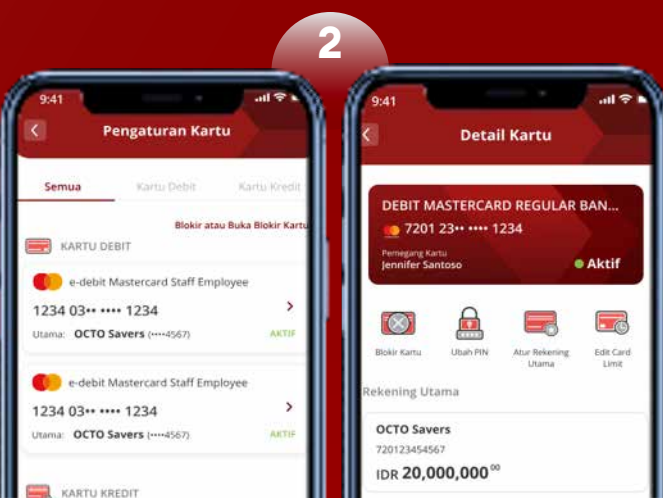 2
9:41
Pengaturan Kartu
Semua
Kartu Debit
Kartu Kredit
Blokir atau Buka Blokir Kartu
KARTU DEBIT
e-debit Mastercard Staff Employee
1234 03•• •••• 1234
Utama: OCTO Savers (••••4567)
AKTIF
e-debit Mastercard Staff Employee
1234 03•• •••• 1234
Utama: OCTO Savers (••••4567)
AKTIF
KARTU KREDIT
9:41
Detail Kartu
DEBIT MASTERCARD REGULAR BAN...
7201 23•• •••• 1234
Pemegang Kartu
Jennifer Santoso
Aktif
Blokir Kartu
Ubah PIN
Atur Rekening
Utama
Edit Card
Limit
Rekening Utama
OCTO Savers
720123454567
IDR 20,000,000⁰⁰